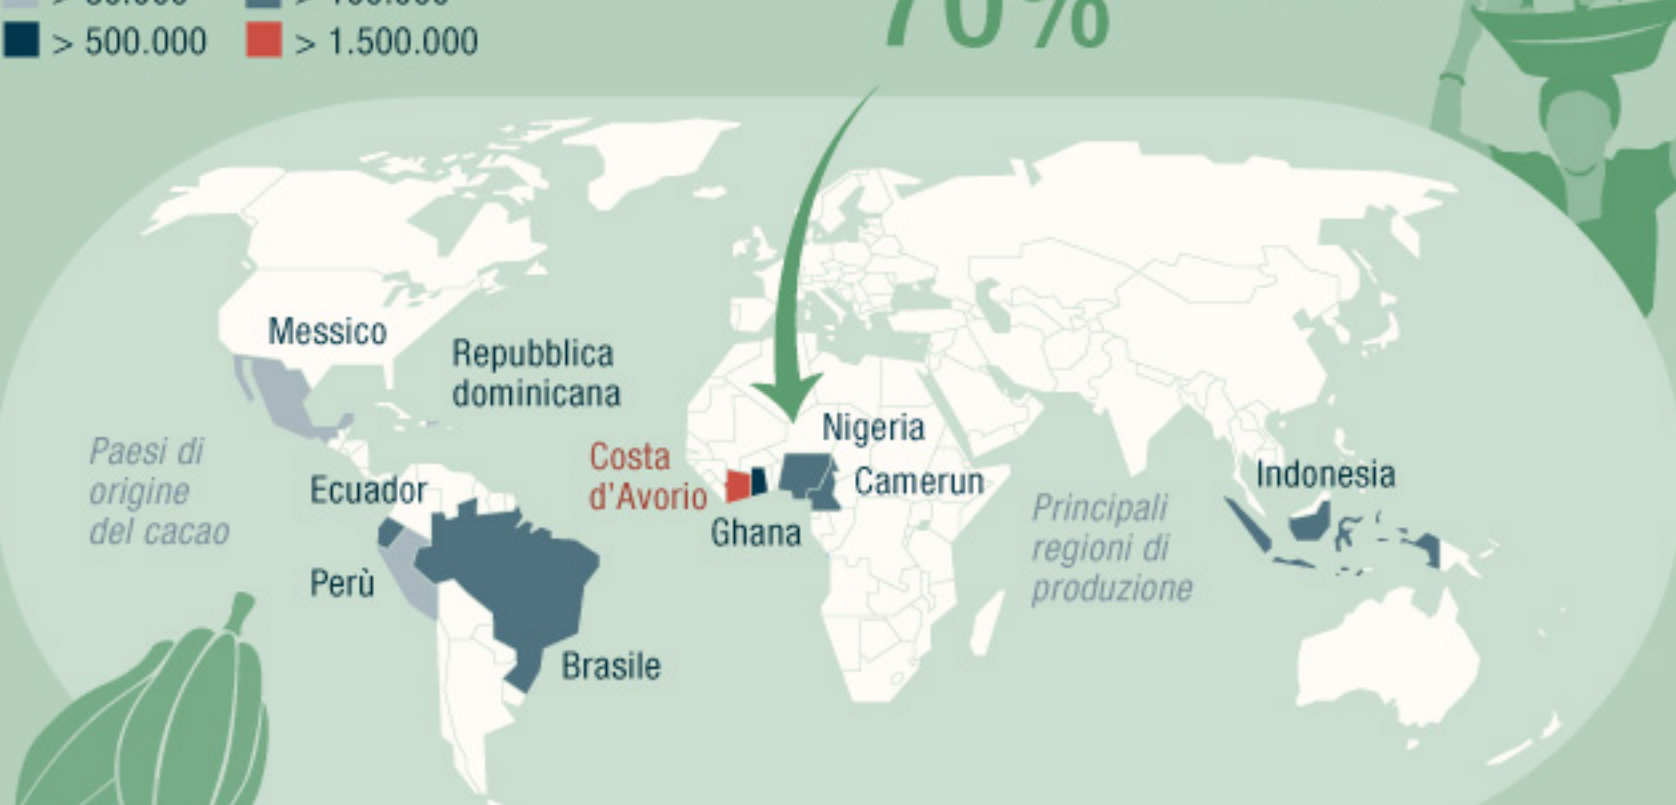 > 500.000
> 1.500.000
70%
Messico
Repubblica
dominicana
Nigeria
Costa
d'Avorio
Camerun
Ghana
Indonesia
Paesi di
origine
del cacao
Ecuador
Principali
regioni di
produzione
Perù
Brasile